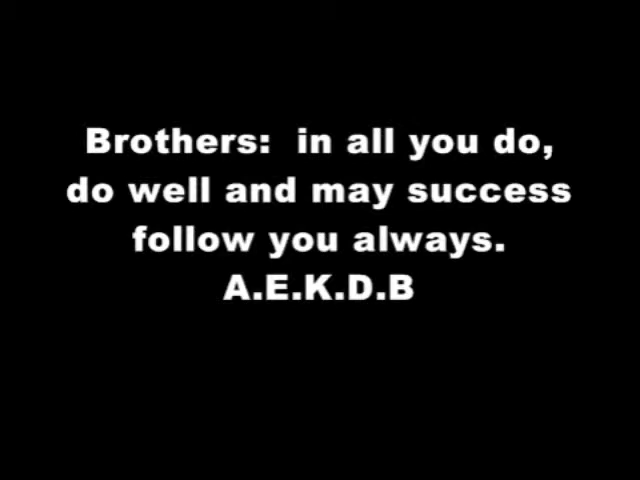 Brothers:  in all you do,
do well and may success
follow you always.
A.E.K.D.B